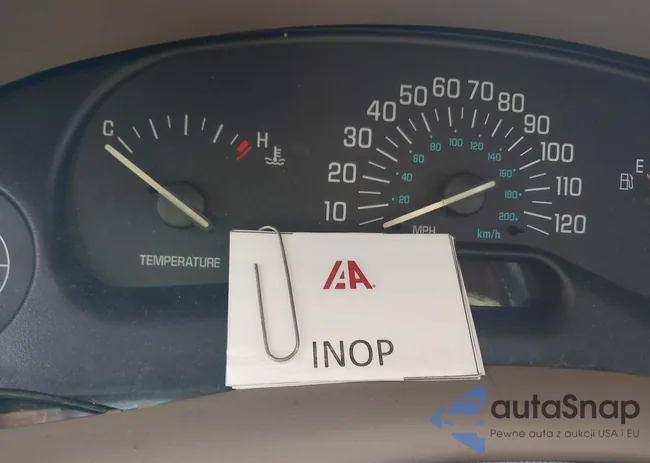 C
H
TEMPERATURE
10
20
30
40
50
60
70
80
90
100
110
120
20
40
60
80
100
120
140
160
180
200
MPH
km/h
E
IAA
INOP
autaSnap
Pewne auta z aukcji USA i EU